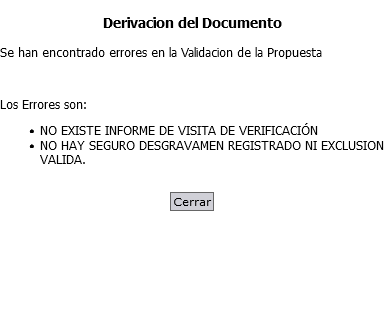 Derivacion del Documento
Se han encontrado errores en la Validacion de la Propuesta
Los Errores son:
• NO EXISTE INFORME DE VISITA DE VERIFICACIÓN
• NO HAY SEGURO DESGRAVAMEN REGISTRADO NI EXCLUSION
VALIDA.
Cerrar